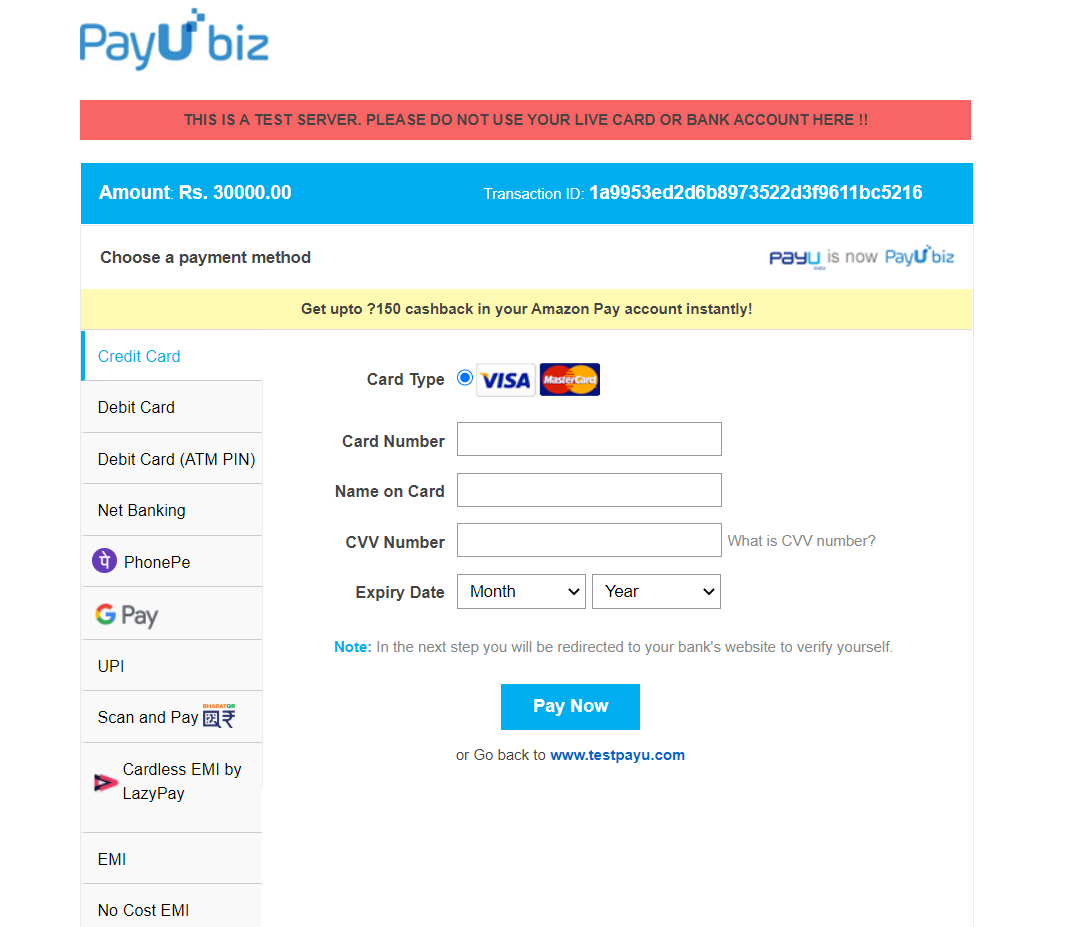 PayU biz
THIS IS A TEST SERVER. PLEASE DO NOT USE YOUR LIVE CARD OR BANK ACCOUNT HERE !!
Amount: Rs. 30000.00 Transaction ID: 1a9953ed2d6b8973522d3f9611bc5216
Choose a payment method
PayU india is now PayU biz
Get upto ?150 cashback in your Amazon Pay account instantly!
Credit Card
Debit Card
Debit Card (ATM PIN)
Net Banking
पे PhonePe
G Pay
UPI
Scan and Pay BHARATQR
Cardless EMI by
LazyPay
EMI
No Cost EMI
Card Type VISA MasterCard
Card Number
Name on Card
CVV Number What is CVV number?
Expiry Date Month Year
Note: In the next step you will be redirected to your bank's website to verify yourself.
Pay Now
or Go back to www.testpayu.com